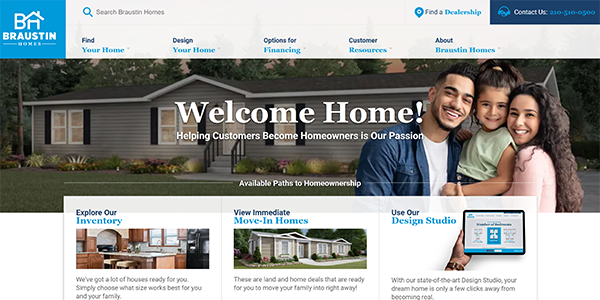 BH
BRAUSTIN
HOMES
Search Braustin Homes
Find a Dealership
Contact Us: 210-510-0500
Find
Your Home
Design
Your Home
Options for
Financing
Customer
Resources
About
Braustin Homes
Welcome Home!
Helping Customers Become Homeowners is Our Passion
Available Paths to Homeownership
Explore Our
Inventory
We've got a lot of houses ready for you.
Simply choose what size works best for you
and your family.
View Immediate
Move-In Homes
These are land and home deals that are ready
for you to move your family into right away!
Use Our
Design Studio
With our state-of-the-art Design Studio, your
dream home is only a few clicks away from
becoming real.